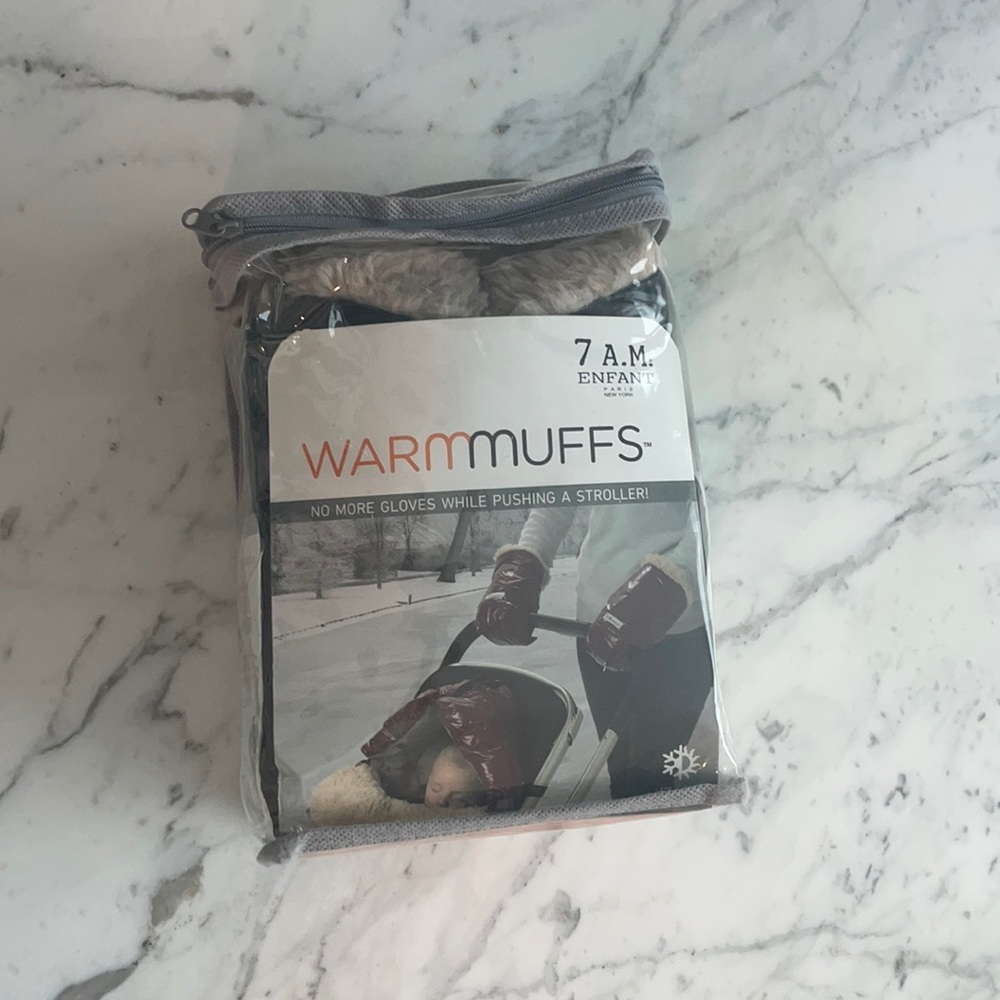 7 A.M.
ENFANT
PARIS
NEW YORK
WARMMUFFS™
NO MORE GLOVES WHILE PUSHING A STROLLER!